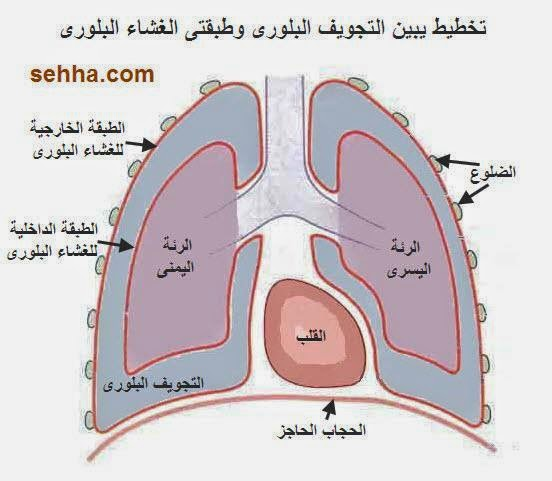 تخطيط يبين التجويف البلورى وطبقتى الغشاء البلورى
sehha.com
الطبقة الخارجية
للغشاء البلورى
الضلوع
الطبقة الداخلية
للغشاء البلورى
الرئة
اليمنى
الرئة
اليسرى
القلب
التجويف البلورى
الحجاب الحاجز